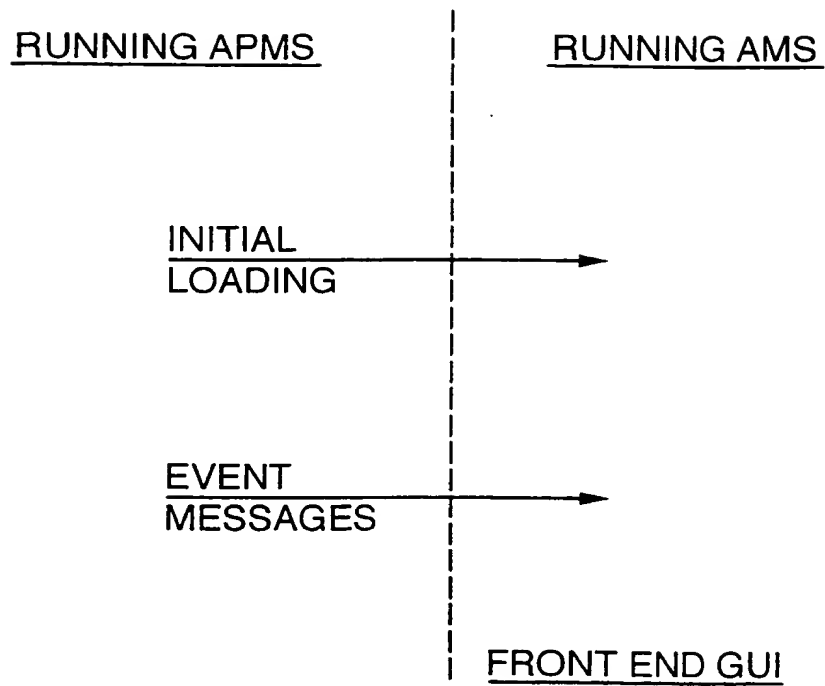 RUNNING APMS
RUNNING AMS
INITIAL
LOADING
EVENT
MESSAGES
FRONT END GUI